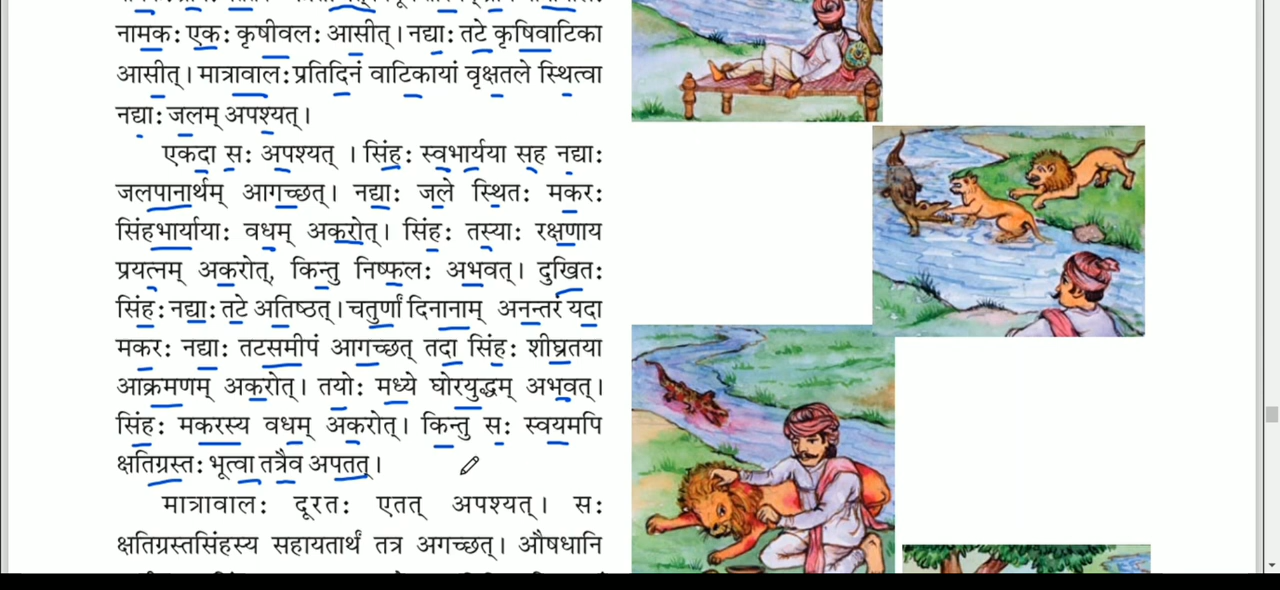 नामक: एक: कृषीवल: आसीत्। नद्या: तटे कृषिवाटिका
आसीत्। मात्रावाल: प्रतिदिनं वाटिकायां वृक्षतले स्थित्वा
नद्या: जलम् अपश्यत्।
एकदा स: अपश्यत् । सिंह: स्वभार्यया सह नद्या:
जलपानार्थम् आगच्छत्। नद्या: जले स्थित: मकर:
सिंहभार्याया: वधम् अकरोत्। सिंह: तस्या: रक्षणाय
प्रयत्नम् अकरोत्, किन्तु निष्फल: अभवत्। दुखित:
सिंह: नद्या: तटे अतिष्ठत्। चतुर्णां दिनानाम् अनन्तरं यदा
मकर: नद्या: तटसमीपं आगच्छत् तदा सिंह: शीघ्रतया
आक्रमणम् अकरोत्। तयो: मध्ये घोरयुद्धम् अभवत्।
सिंह: मकरस्य वधम् अकरोत्। किन्तु स: स्वयमपि
क्षतिग्रस्त: भूत्वा तत्रैव अपतत्।
मात्रावाल: दूरत: एतत् अपश्यत्। स:
क्षतिग्रस्तसिंहस्य सहायतार्थं तत्र अगच्छत्। औषधानि